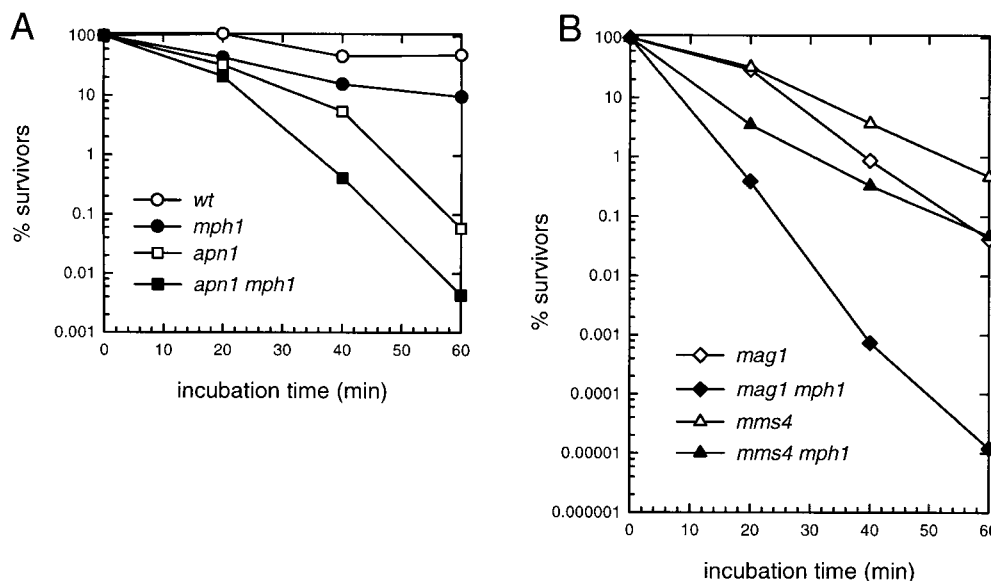 A
100
10
1
0.1
0.01
0.001
% survivors
wt
mph1
apn1
apn1 mph1
0 10 20 30 40 50 60
incubation time (min)
B
100
10
1
0.1
0.01
0.001
0.0001
0.00001
0.000001
% survivors
mag1
mag1 mph1
mms4
mms4 mph1
0 10 20 30 40 50 60
incubation time (min)